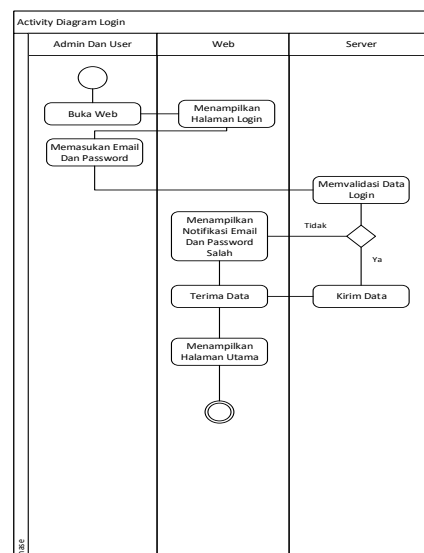 Activity Diagram Login
Admin Dan User
Web
Server
Buka Web
Menampilkan
Halaman Login
Memasukan Email
Dan Password
Memvalidasi Data
Login
Menampilkan
Notifikasi Email
Dan Password
Salah
Tidak
Ya
Terima Data
Kirim Data
Menampilkan
Halaman Utama